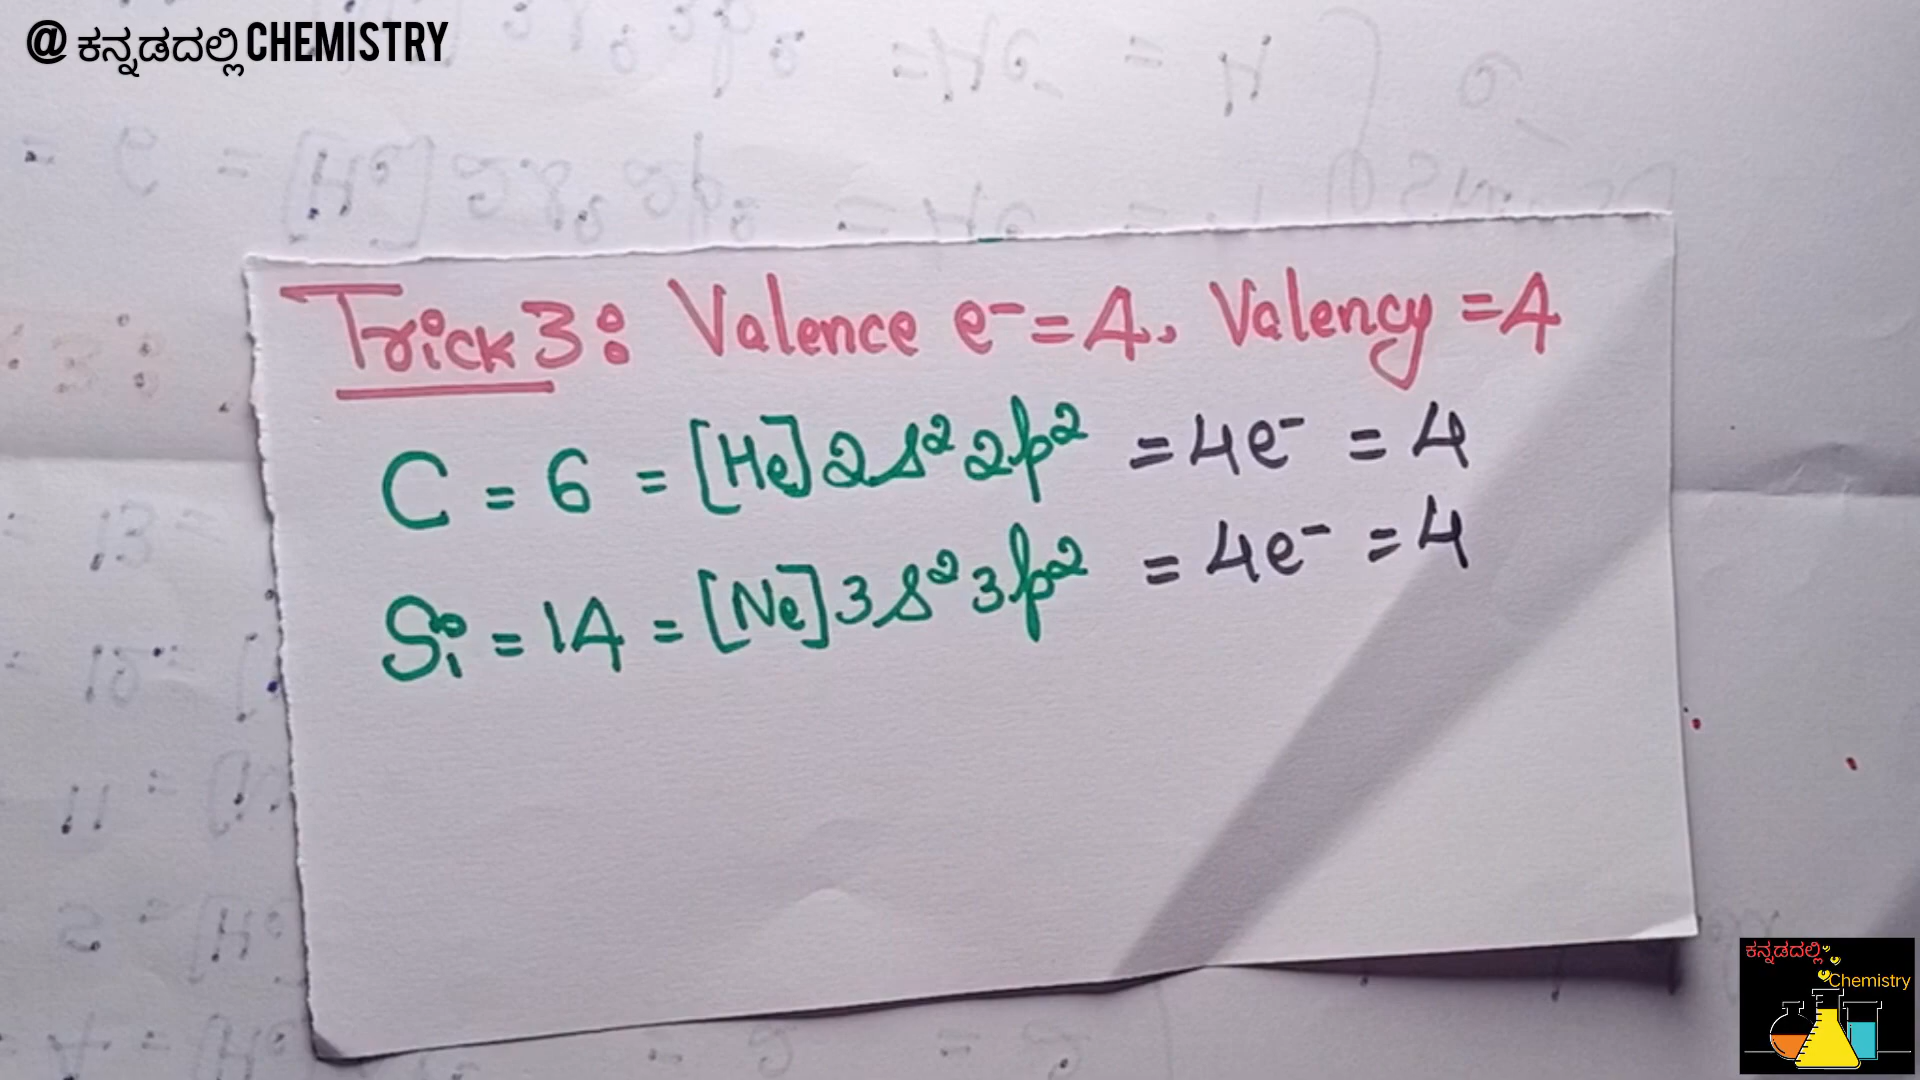 @ ಕನ್ನಡದಲ್ಲಿ CHEMISTRY
Trick 3: Valence e⁻ = 4, Valency = 4
C = 6 = [He] 2s² 2p² = 4e⁻ = 4
Si = 14 = [Ne] 3s² 3p² = 4e⁻ = 4
ಕನ್ನಡದಲ್ಲಿ
Chemistry